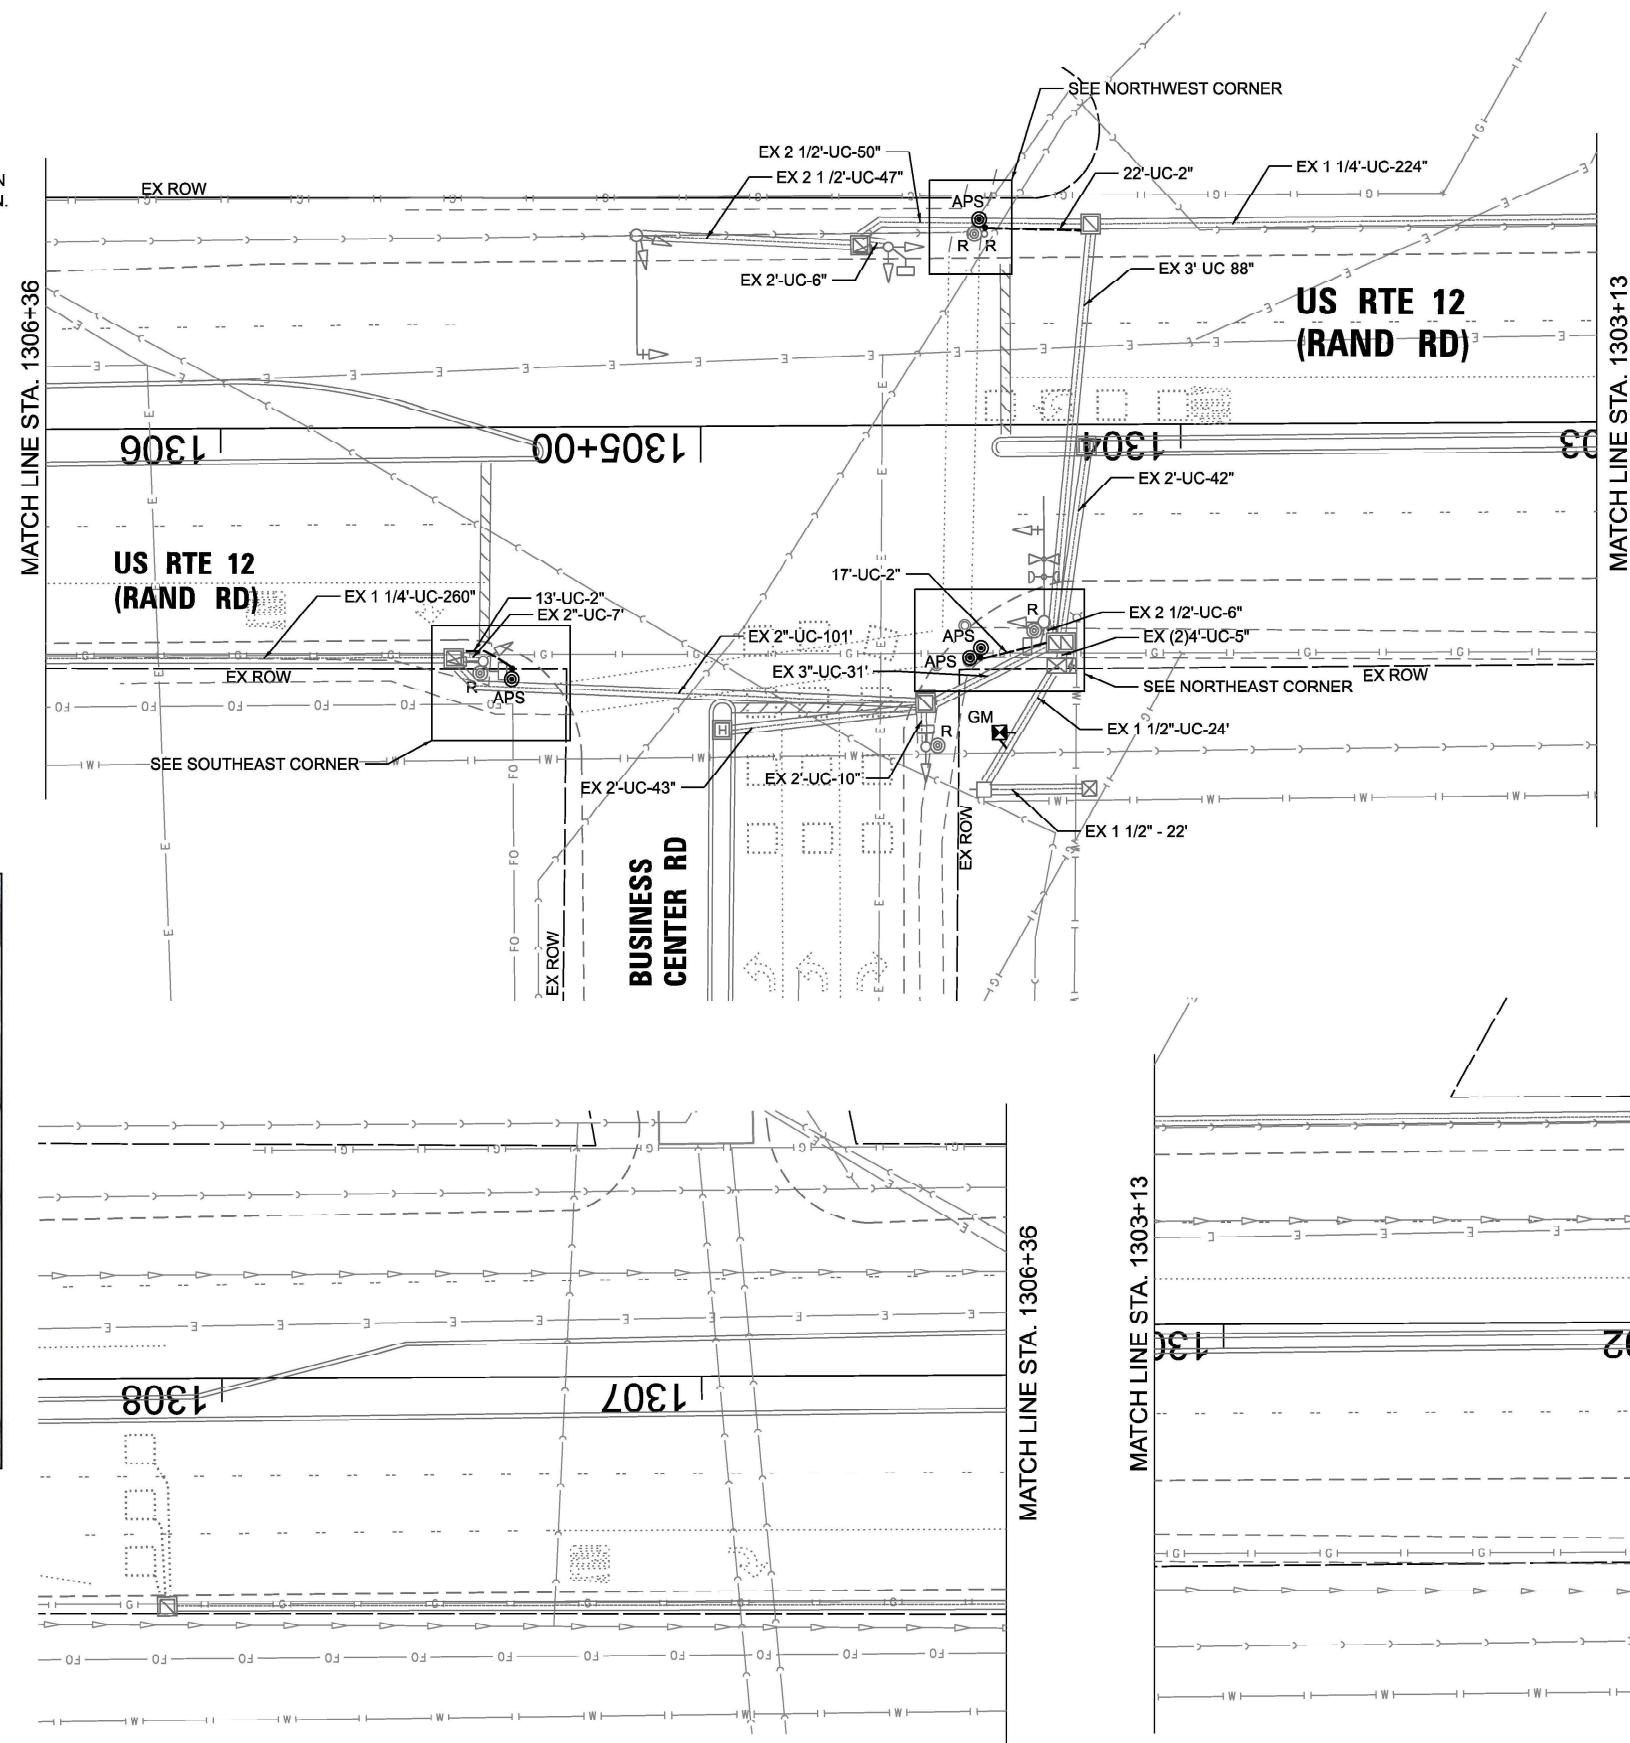 SEE NORTHWEST CORNER
EX 2 1/2'-UC-50"
EX 2 1/2'-UC-47"
22'-UC-2"
EX 1 1/4'-UC-224"
EX ROW
APS
R R
EX 2'-UC-6"
EX 3' UC 88"
US RTE 12
(RAND RD)
MATCH LINE STA. 1306+36
MATCH LINE STA. 1303+13
1306
1305+00
1304
03
EX 2'-UC-42"
US RTE 12
(RAND RD)
EX 1 1/4'-UC-260"
13'-UC-2"
EX 2"-UC-7'
17'-UC-2"
R
EX 2 1/2'-UC-6"
EX 2"-UC-101'
APS
EX (2)4'-UC-5"
APS
EX 3"-UC-31'
EX ROW
EX ROW
R
APS
SEE NORTHEAST CORNER
GM
R
EX 1 1/2"-UC-24'
SEE SOUTHEAST CORNER
EX 2'-UC-43"
EX 2'-UC-10"
EX 1 1/2" - 22'
BUSINESS
CENTER RD
EX ROW
EX ROW
MATCH LINE STA. 1306+36
MATCH LINE STA. 1303+13
1308
1307
130
02